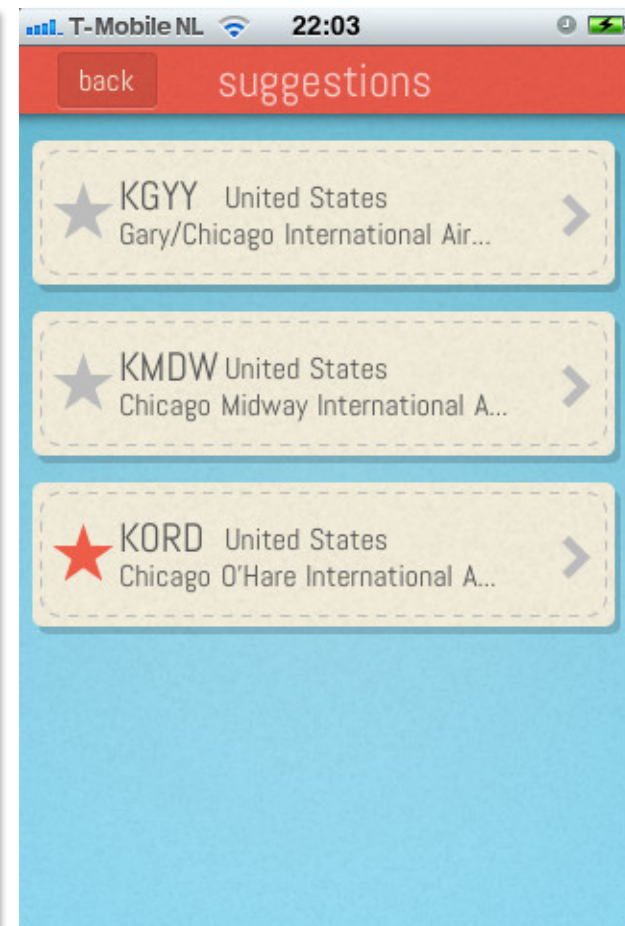 T-Mobile NL 22:03
back suggestions
KGYY United States
Gary/Chicago International Air...
KMDW United States
Chicago Midway International A...
KORD United States
Chicago O'Hare International A...